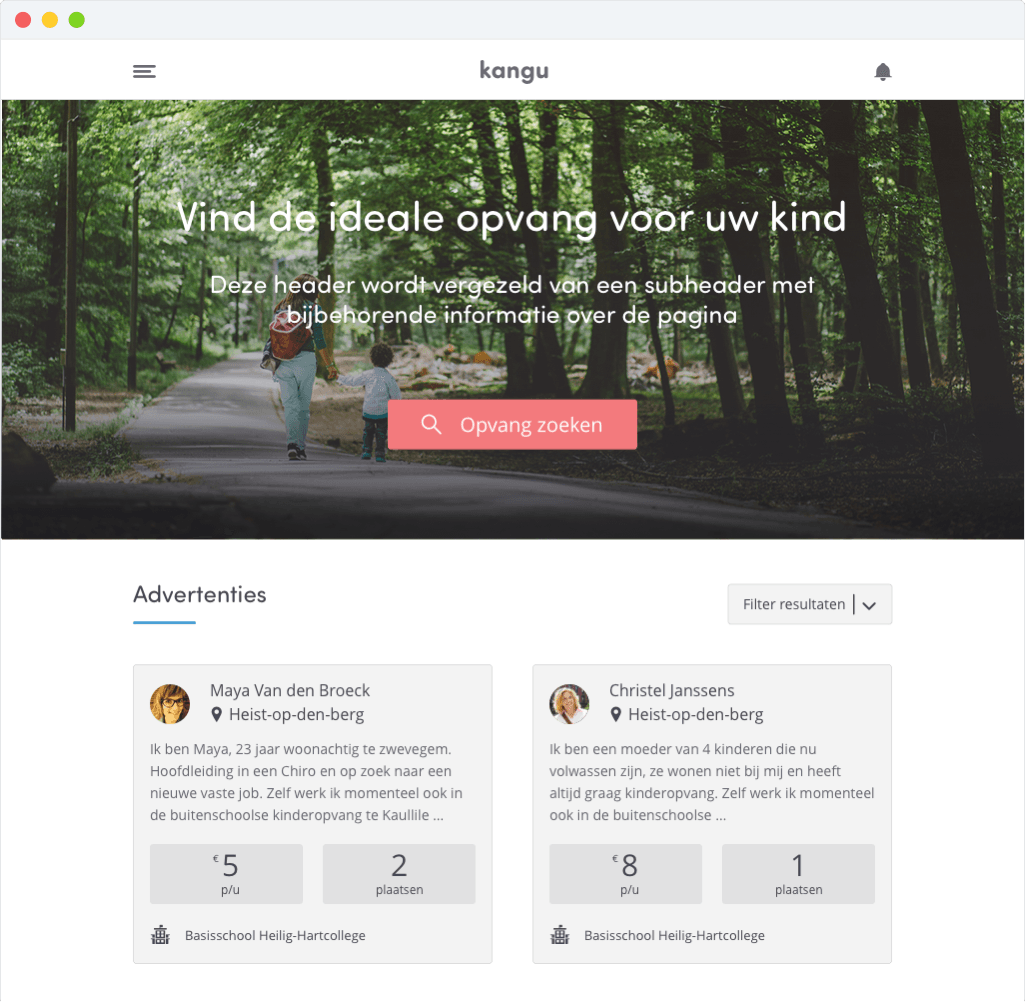 kangu
Vind de ideale opvang voor uw kind
Deze header wordt vergezeld van een subheader met
bijbehorende informatie over de pagina
Opvang zoeken
Advertenties
Filter resultaten
Maya Van den Broeck
Heist-op-den-berg
Ik ben Maya, 23 jaar woonachtig te zwevegem.
Hoofdleiding in een Chiro en op zoek naar een
nieuwe vaste job. Zelf werk ik momenteel ook in
de buitenschoolse kinderopvang te Kaullile ...
€ 5
p/u
2
plaatsen
Basisschool Heilig-Hartcollege
Christel Janssens
Heist-op-den-berg
Ik ben een moeder van 4 kinderen die nu
volwassen zijn, ze wonen niet bij mij en heeft
altijd graag kinderopvang. Zelf werk ik momenteel
ook in de buitenschoolse ...
€ 8
p/u
1
plaatsen
Basisschool Heilig-Hartcollege